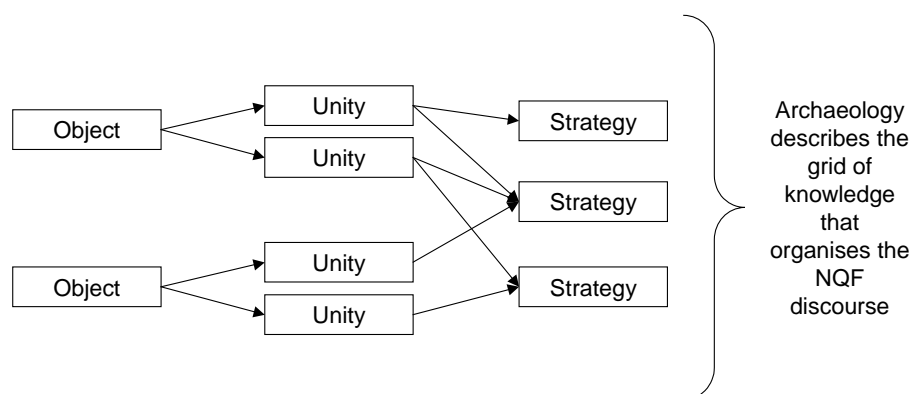 Object
Object
Unity
Unity
Unity
Unity
Strategy
Strategy
Strategy
Archaeology
describes the
grid of
knowledge
that
organises the
NQF
discourse